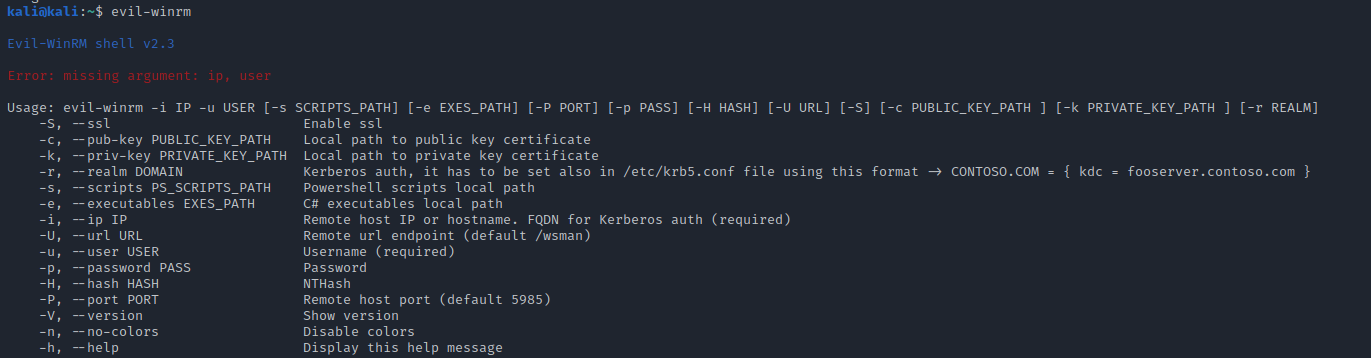 kali@kali:~$ evil-winrm
Evil-WinRM shell v2.3
Error: missing argument: ip, user
Usage: evil-winrm -i IP -u USER [-s SCRIPTS_PATH] [-e EXES_PATH] [-P PORT] [-p PASS] [-H HASH] [-U URL] [-S] [-c PUBLIC_KEY_PATH ] [-k PRIVATE_KEY_PATH ] [-r REALM]
-S, --ssl Enable ssl
-c, --pub-key PUBLIC_KEY_PATH Local path to public key certificate
-k, --priv-key PRIVATE_KEY_PATH Local path to private key certificate
-r, --realm DOMAIN Kerberos auth, it has to be set also in /etc/krb5.conf file using this format -> CONTOSO.COM = { kdc = fooserver.contoso.com }
-s, --scripts PS_SCRIPTS_PATH Powershell scripts local path
-e, --executables EXES_PATH C# executables local path
-i, --ip IP Remote host IP or hostname. FQDN for Kerberos auth (required)
-U, --url URL Remote url endpoint (default /wsman)
-u, --user USER Username (required)
-p, --password PASS Password
-H, --hash HASH NTHash
-P, --port PORT Remote host port (default 5985)
-V, --version Show version
-n, --no-colors Disable colors
-h, --help Display this help message